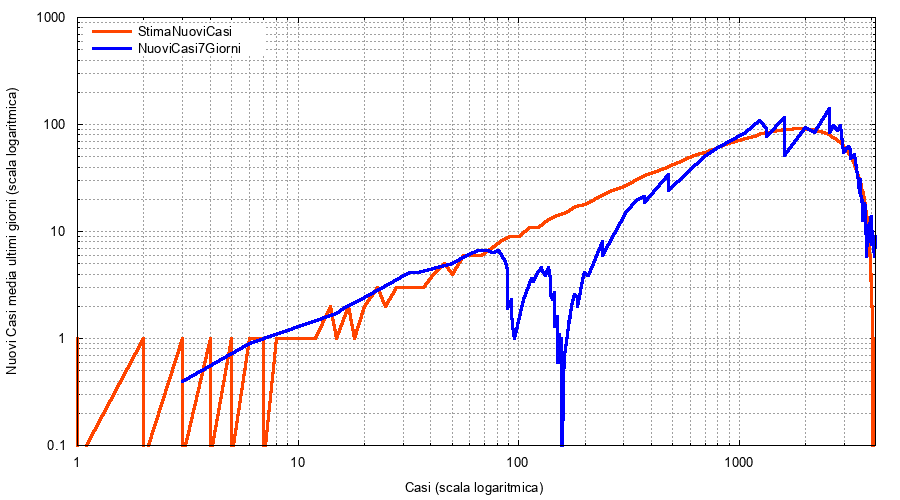 1000
StimaNuoviCasi
NuoviCasi7Giorni
100
10
1
0.1
Nuovi Casi media ultimi giorni (scala logaritmica)
1 10 100 1000
Casi (scala logaritmica)